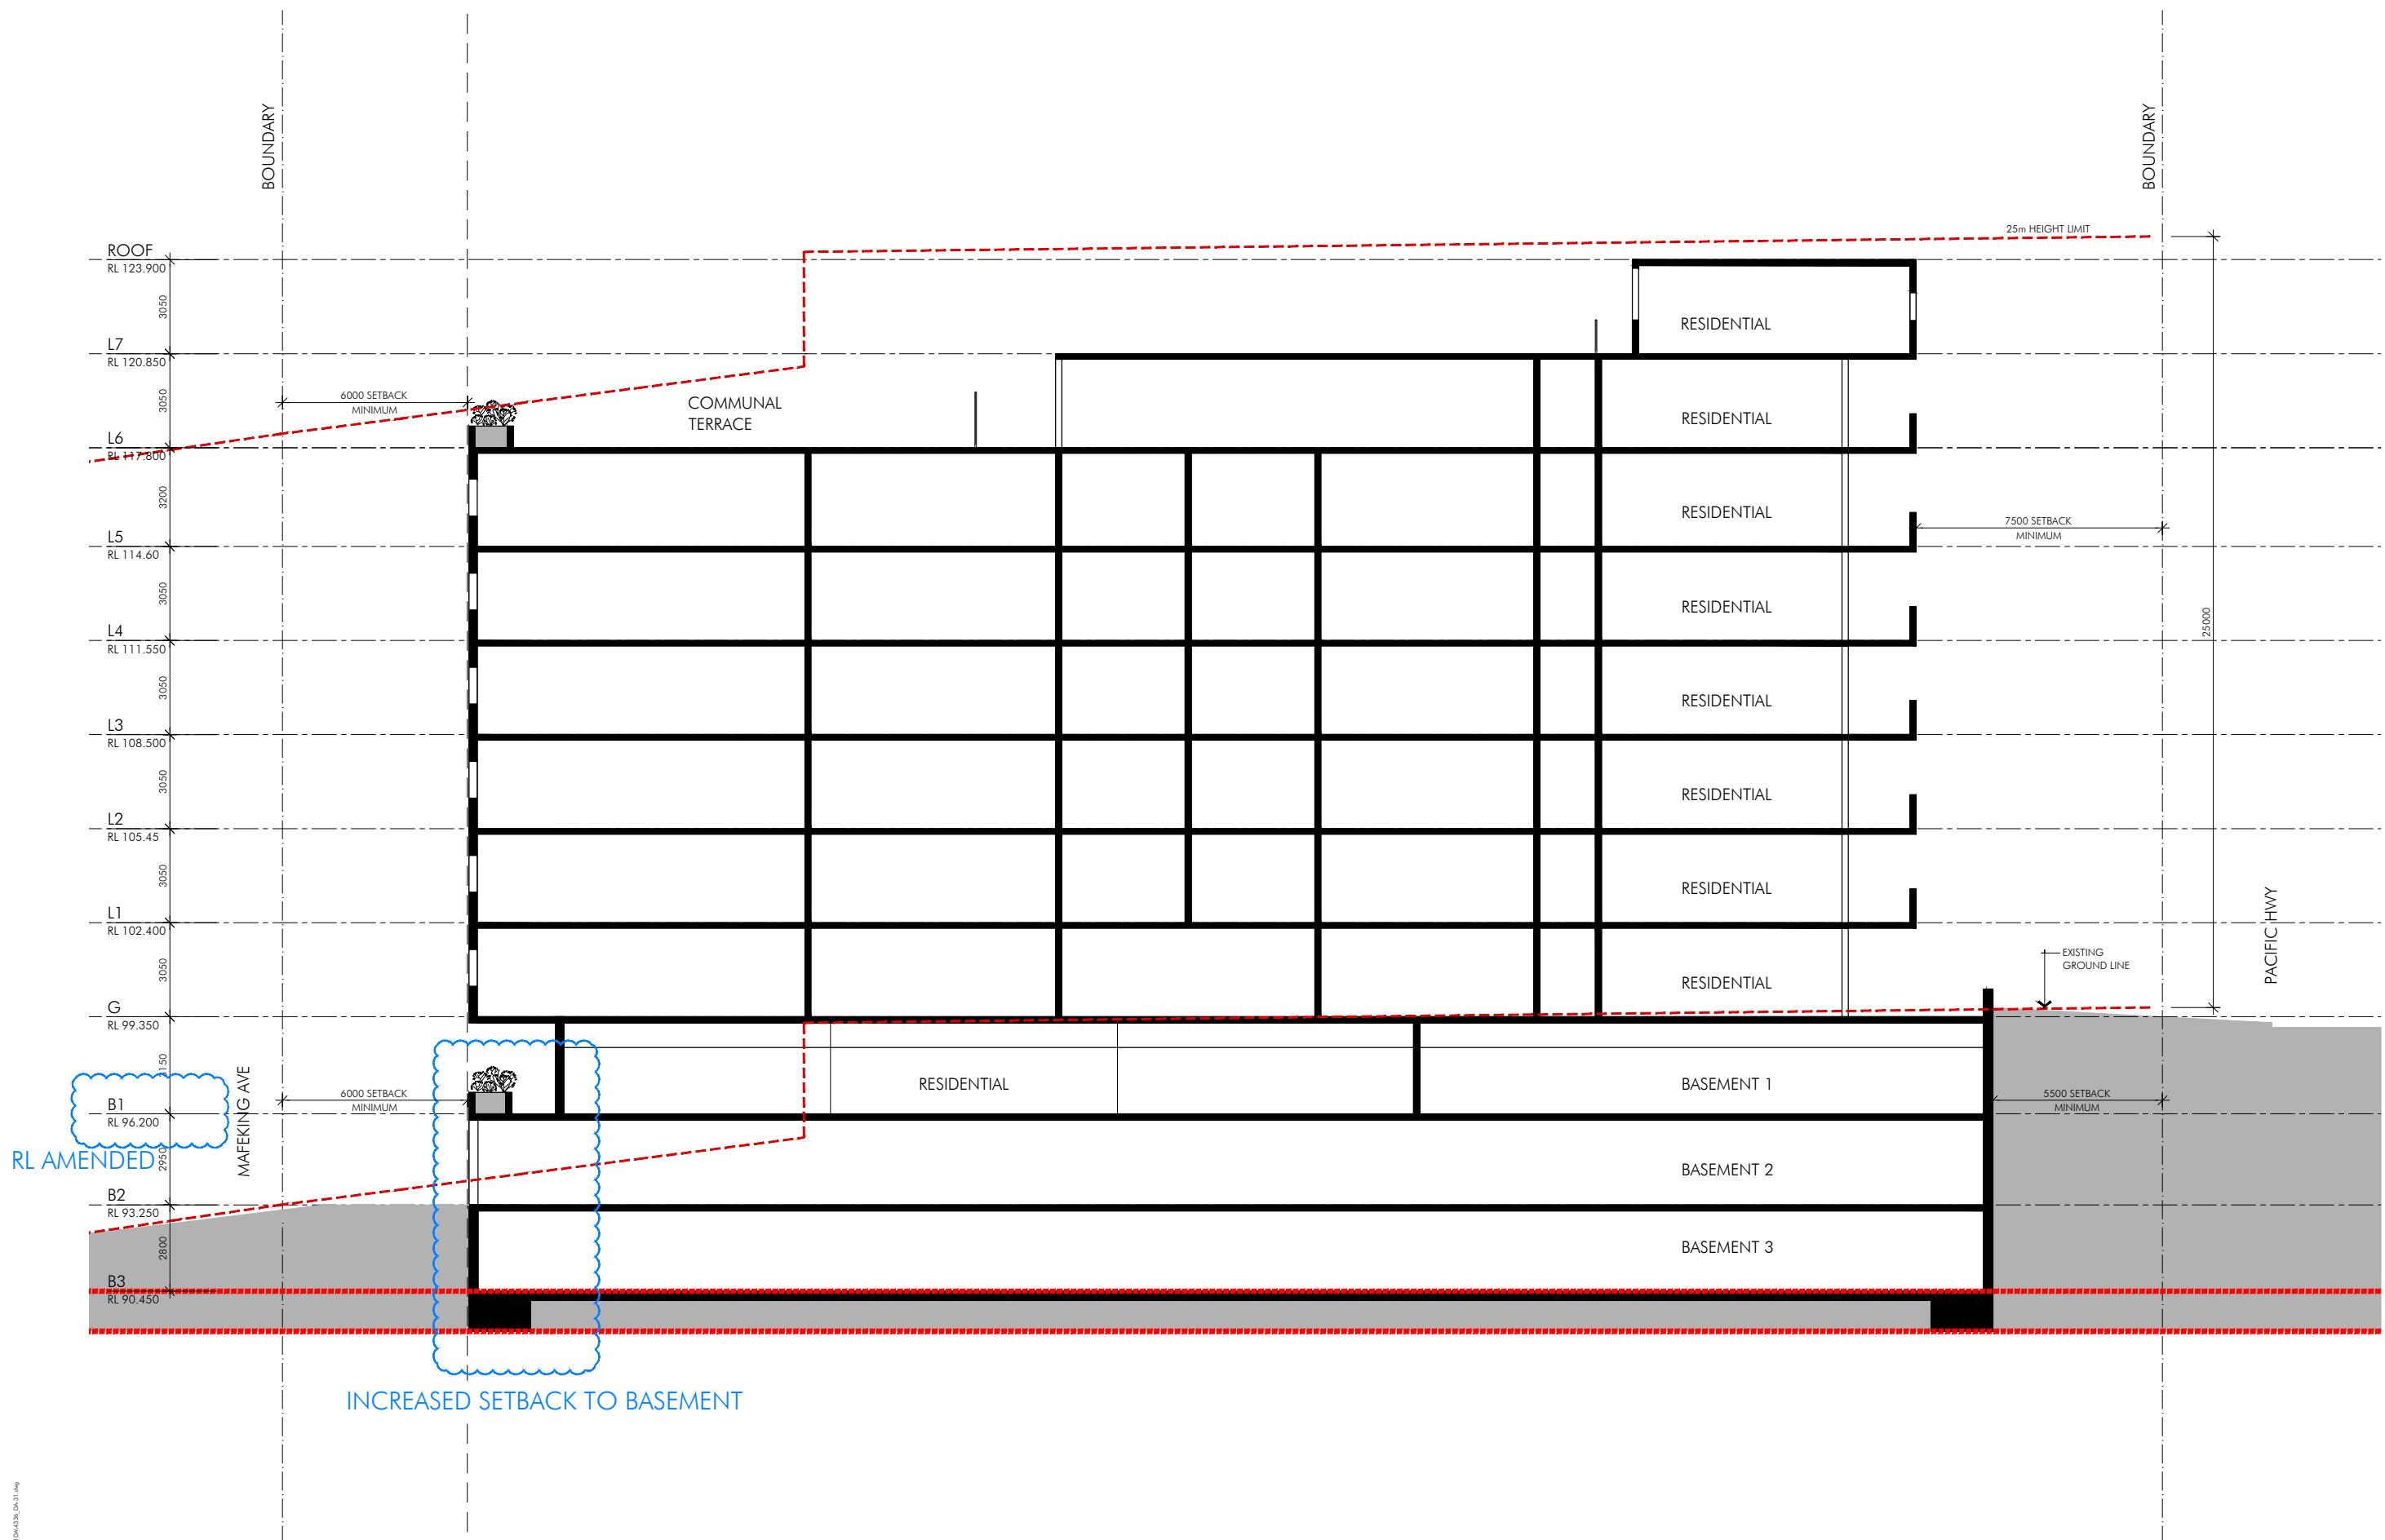 BOUNDARY
BOUNDARY
25m HEIGHT LIMIT
ROOF
RL 123.900
3050
RESIDENTIAL
L7
RL 120.850
6000 SETBACK
MINIMUM
3050
COMMUNAL
TERRACE
RESIDENTIAL
L6
RL 117.800
3200
RESIDENTIAL
7500 SETBACK
MINIMUM
L5
RL 114.60
3050
RESIDENTIAL
25000
L4
RL 111.550
3050
RESIDENTIAL
L3
RL 108.500
3050
RESIDENTIAL
L2
RL 105.45
3050
RESIDENTIAL
L1
RL 102.400
3050
RESIDENTIAL
EXISTING
GROUND LINE
PACIFIC HWY
G
RL 99.350
3150
MAFEKING AVE
6000 SETBACK
MINIMUM
RESIDENTIAL
BASEMENT 1
5500 SETBACK
MINIMUM
B1
RL 96.200
RL AMENDED
2950
BASEMENT 2
B2
RL 93.250
2800
BASEMENT 3
B3
RL 90.450
INCREASED SETBACK TO BASEMENT